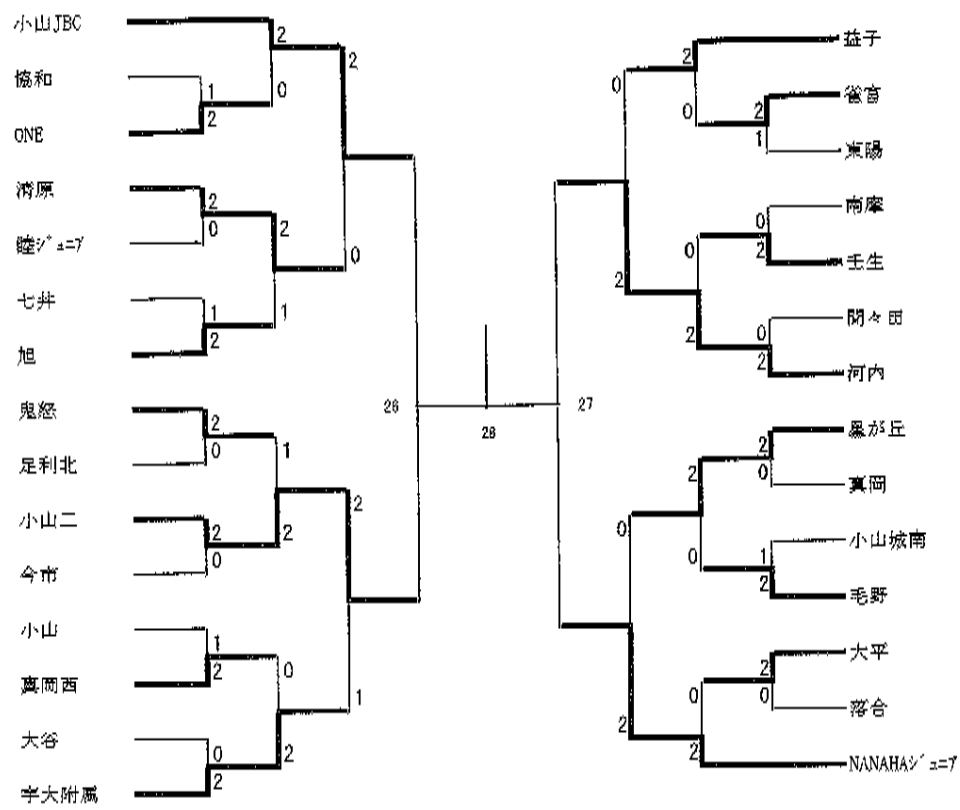 小山JBC
2
2
協和
1
0
ONE
2
清原
2
2
0
睦ジュニア
0
七井
1
1
旭
2
26
鬼怒
2
1
足利北
0
2
小山二
2
2
今市
0
小山
1
0
真岡西
2
1
大谷
0
2
宇大附属
2
28
27
益子
2
0
雀宮
0
2
東陽
1
南摩
0
0
壬生
2
2
間々田
0
2
河内
2
2
真岡
0
2
0
小山城南
1
0
毛野
2
大平
2
0
落合
0
2
NANAHAジュニア
2